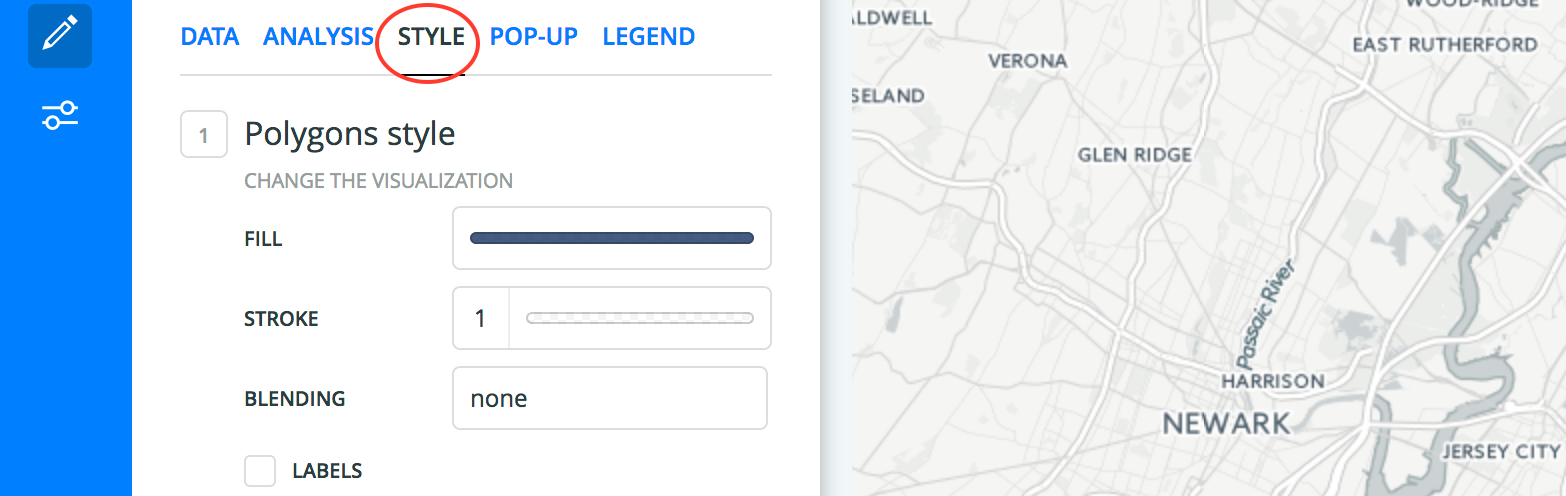 DATA ANALYSIS STYLE POP-UP LEGEND
1 Polygons style
CHANGE THE VISUALIZATION
FILL
STROKE 1
BLENDING none
LABELS
WOOD-RIDGE
ALDWELL
EAST RUTHERFORD
VERONA
SELAND
GLEN RIDGE
Passaic River
HARRISON
NEWARK
JERSEY CITY